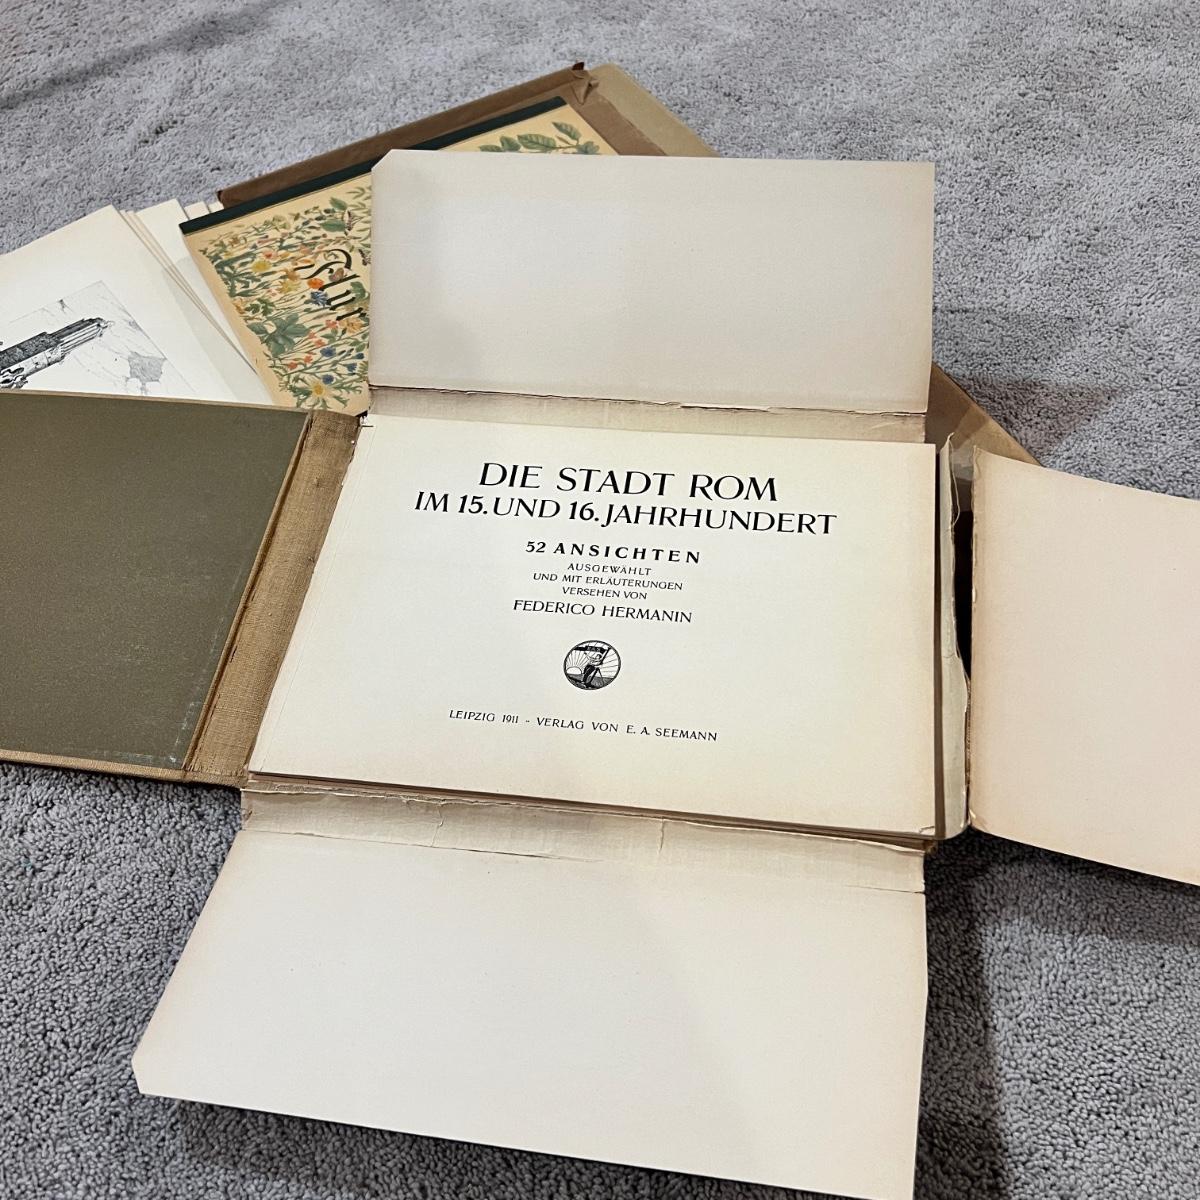 DIE STADT ROM
IM 15. UND 16. JAHRHUNDERT
52 ANSICHTEN
AUSGEWÄHLT
UND MIT ERLÄUTERUNGEN
VERSEHEN VON
FEDERICO HERMANIN
LEIPZIG 1911 - VERLAG VON E. A. SEEMANN